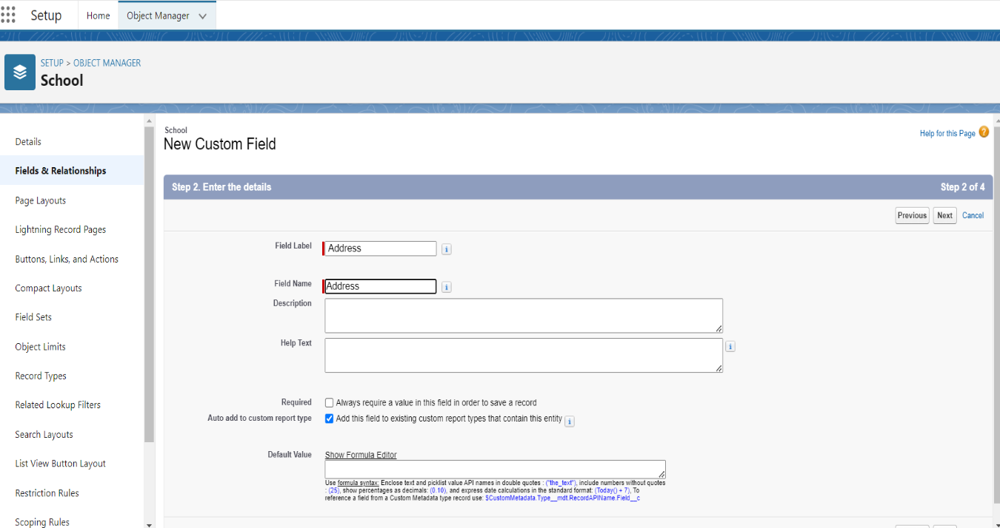 Setup
Home
Object Manager
SETUP > OBJECT MANAGER
School
Details
Fields & Relationships
Page Layouts
Lightning Record Pages
Buttons, Links, and Actions
Compact Layouts
Field Sets
Object Limits
Record Types
Related Lookup Filters
Search Layouts
List View Button Layout
Restriction Rules
Scoping Rules
School
New Custom Field
Help for this Page ?
Step 2. Enter the details
Step 2 of 4
Previous
Next
Cancel
Field Label
Address
i
Field Name
Address
i
Description
Help Text
i
Required
Always require a value in this field in order to save a record
Auto add to custom report type
Add this field to existing custom report types that contain this entity
i
Default Value
Show Formula Editor
Use formula syntax: Enclose text and picklist value API names in double quotes : ("the_text"), include numbers without quotes
: (25), show percentages as decimals: (0.10), and express date calculations in the standard format: (Today() + 7), To
reference a field from a Custom Metadata type record use: $CustomMetadata.Type__mdt.RecordAPIName.Field__c